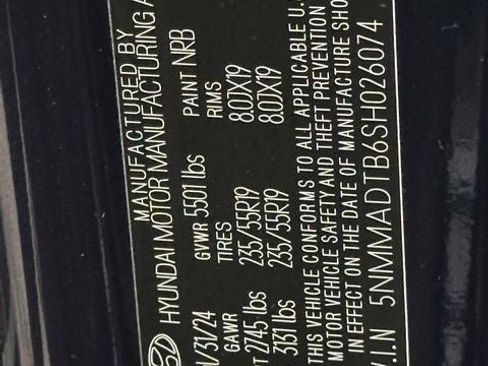 MANUFACTURED BY
HYUNDAI MOTOR MANUFACTURING A
1/31/24 GVWR 5501 lbs PAINT NRB
GAWR TIRES RIMS
T 2745 lbs 235/55R19 8.0JX19
3131 lbs 235/55R19 8.0JX19
THIS VEHICLE CONFORMS TO ALL APPLICABLE U.
MOTOR VEHICLE SAFETY AND THEFT PREVENTION
IN EFFECT ON THE DATE OF MANUFACTURE SHO
V.I.N 5NMMADTB6SH026074